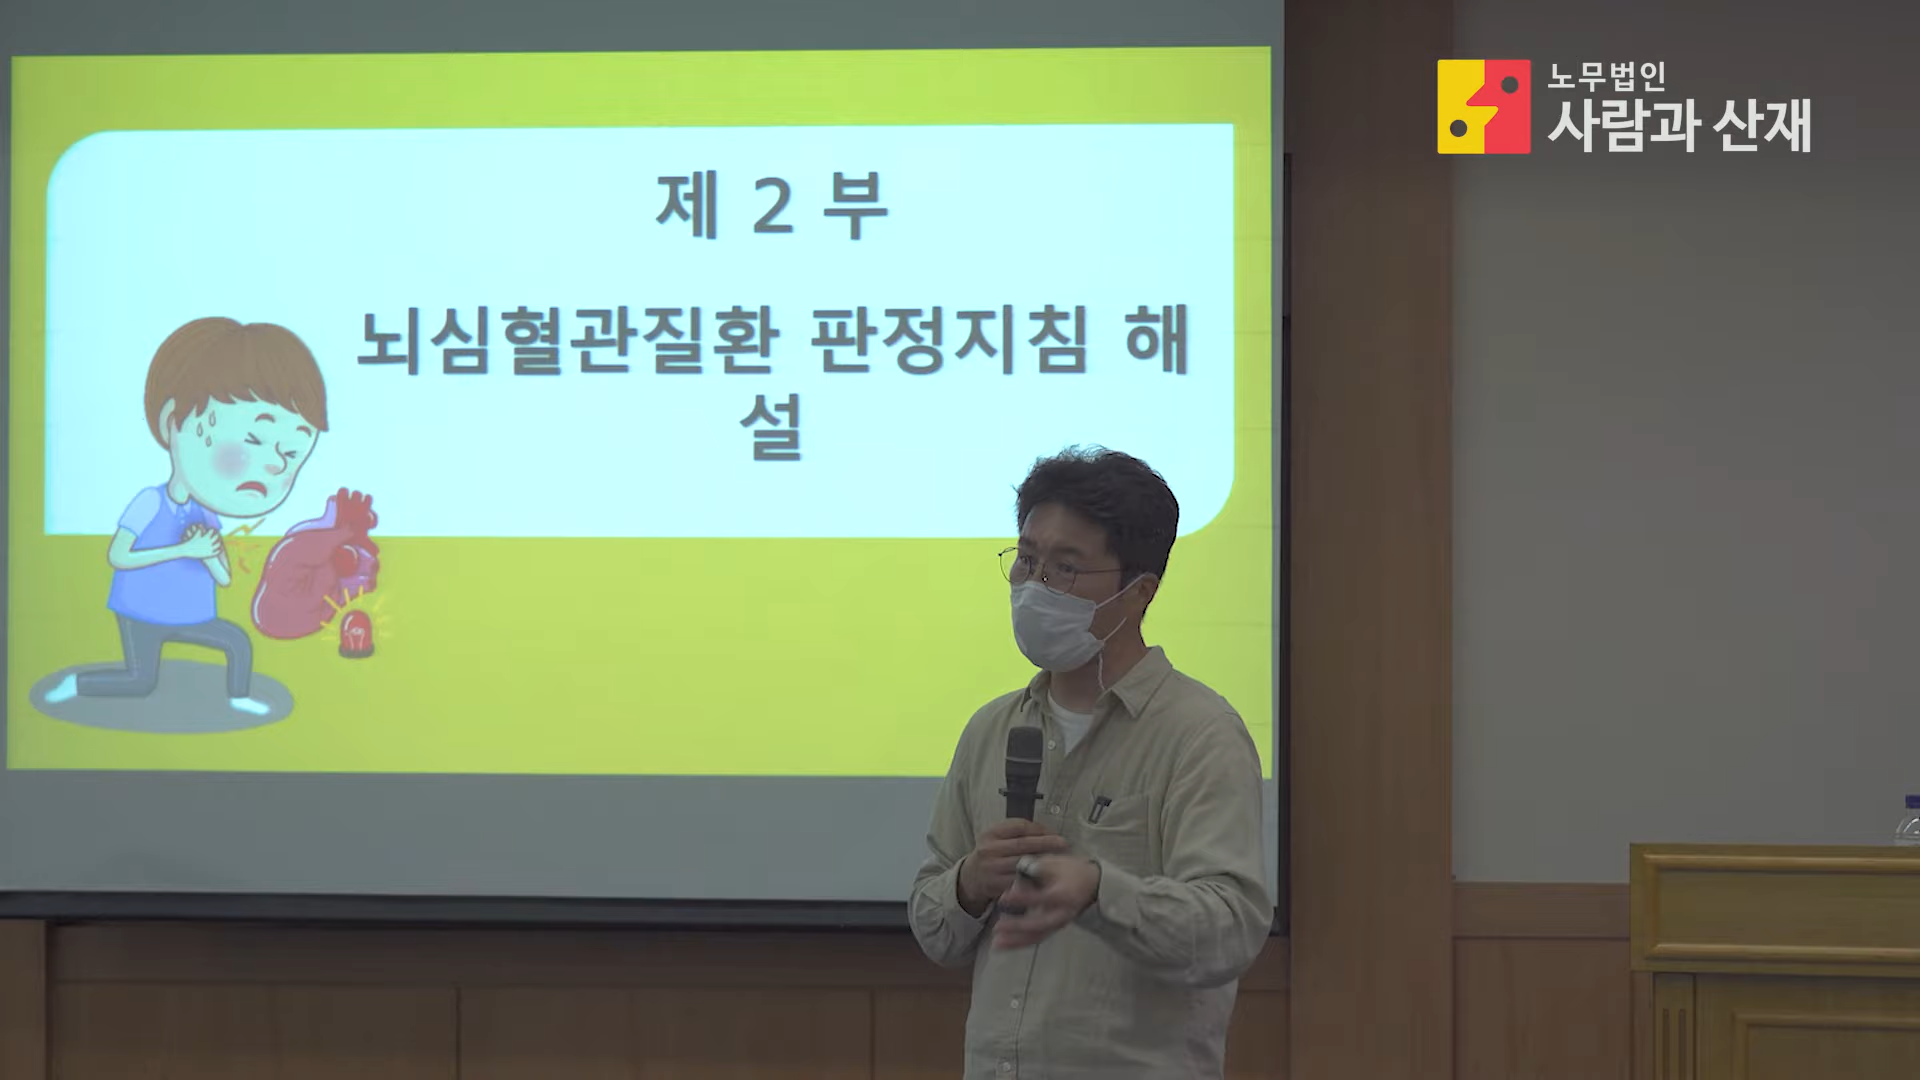 노무법인
사람과 산재
제 2 부
뇌심혈관질환 판정지침 해
설